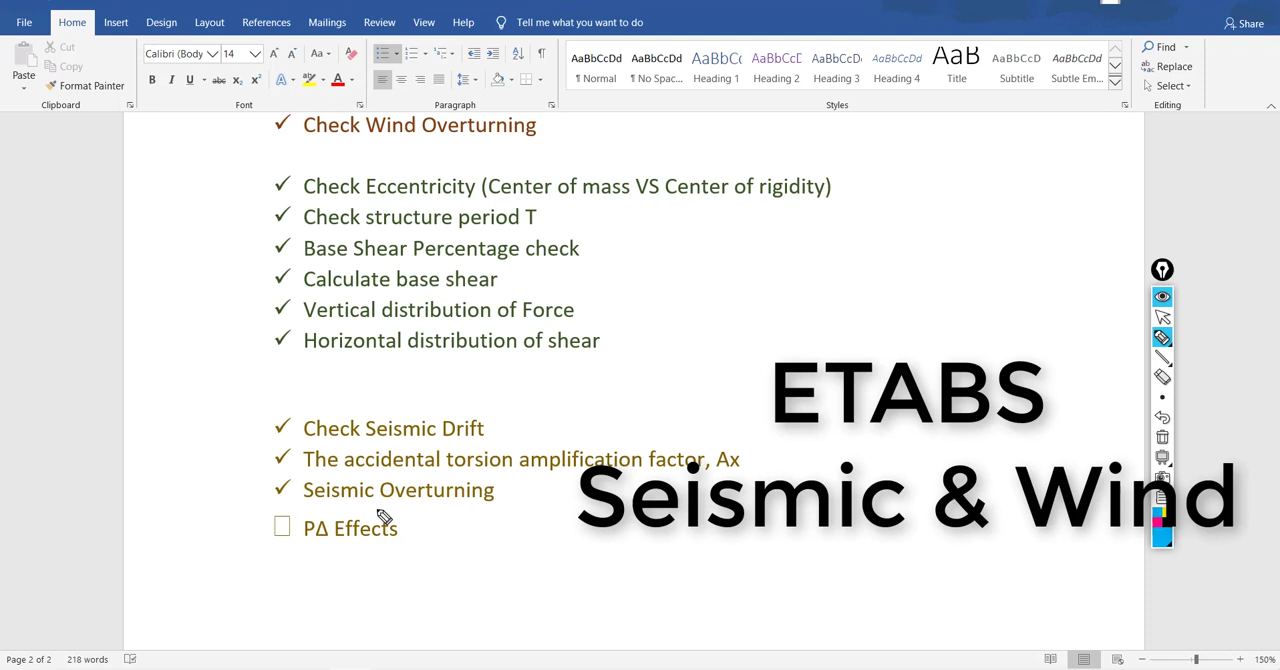 File Home Insert Design Layout References Mailings Review View Help Tell me what you want to do Share
Calibri (Body 14 Aa
Cut
Copy
Paste
Format Painter
B I U abc X₂ X² A A
AaBbCcDd AaBbCcDd AaBbC( AaBbCcE AaBbCcD‹ AaBbCcDd AaB AaBbCcD AaBbCcDd
¶ Normal ¶ No Spac... Heading 1 Heading 2 Heading 3 Heading 4 Title Subtitle Subtle Em...
Find
Replace
Select
Clipboard Font Paragraph Styles Editing
✓ Check Wind Overturning
✓ Check Eccentricity (Center of mass VS Center of rigidity)
✓ Check structure period T
✓ Base Shear Percentage check
✓ Calculate base shear
✓ Vertical distribution of Force
✓ Horizontal distribution of shear
✓ Check Seismic Drift
✓ The accidental torsion amplification factor, Ax
✓ Seismic Overturning
PΔ Effects
ETABS
Seismic & Wind
Page 2 of 2 218 words 150%